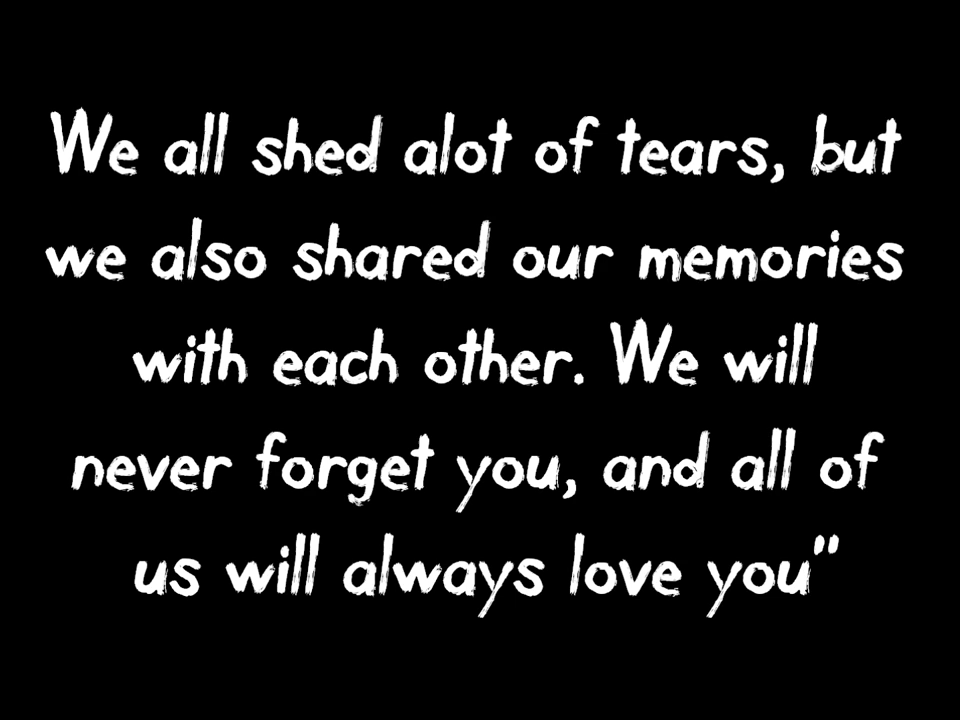 We all shed alot of tears, but
we also shared our memories
with each other. We will
never forget you, and all of
us will always love you"